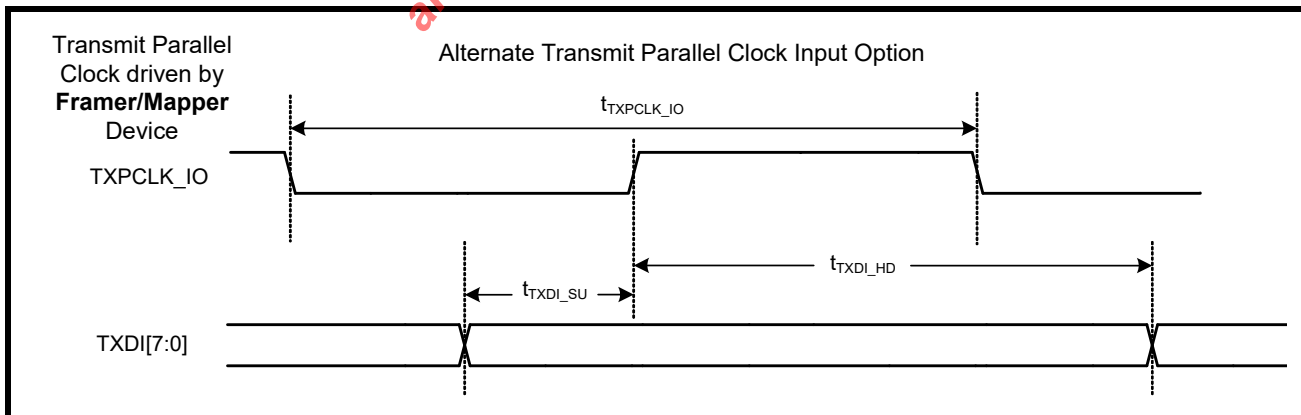 Transmit Parallel
Clock driven by
Framer/Mapper
Device
Alternate Transmit Parallel Clock Input Option
tTXPCLK_IO
TXPCLK_IO
tTXDI_HD
tTXDI_SU
TXDI[7:0]